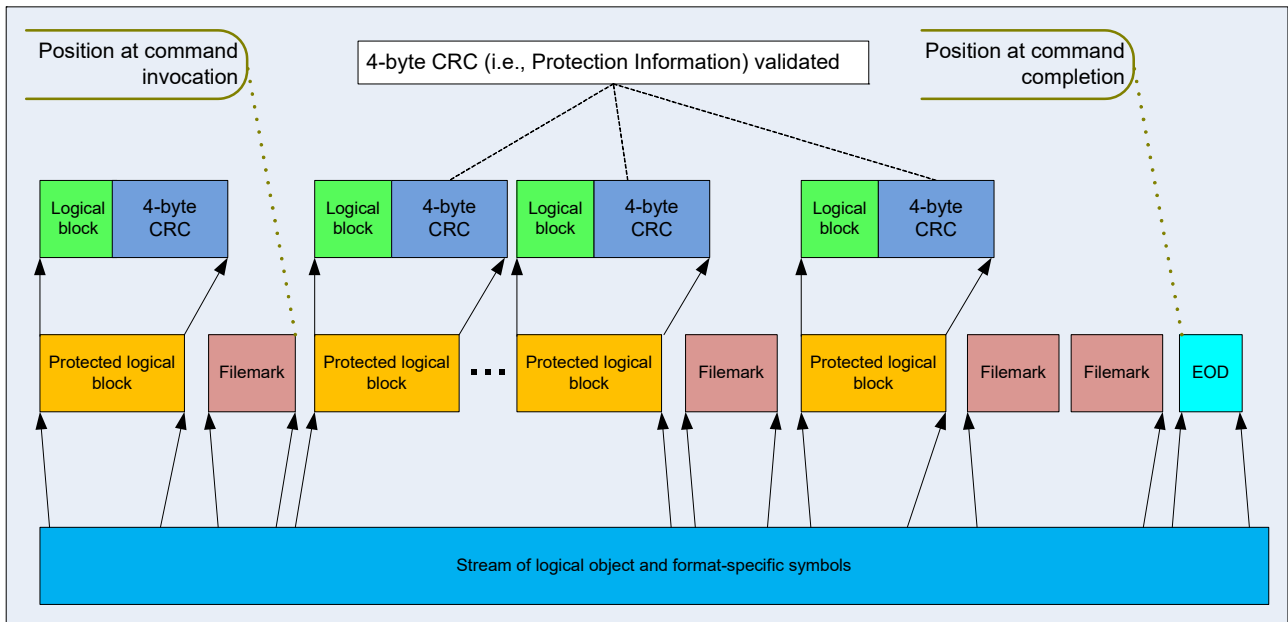 Position at command
invocation
4-byte CRC (i.e., Protection Information) validated
Position at command
completion
Logical
block
4-byte
CRC
Logical
block
4-byte
CRC
Logical
block
4-byte
CRC
Logical
block
4-byte
CRC
Protected logical
block
Filemark
Protected logical
block
Protected logical
block
Filemark
Protected logical
block
Filemark
Filemark
EOD
Stream of logical object and format-specific symbols